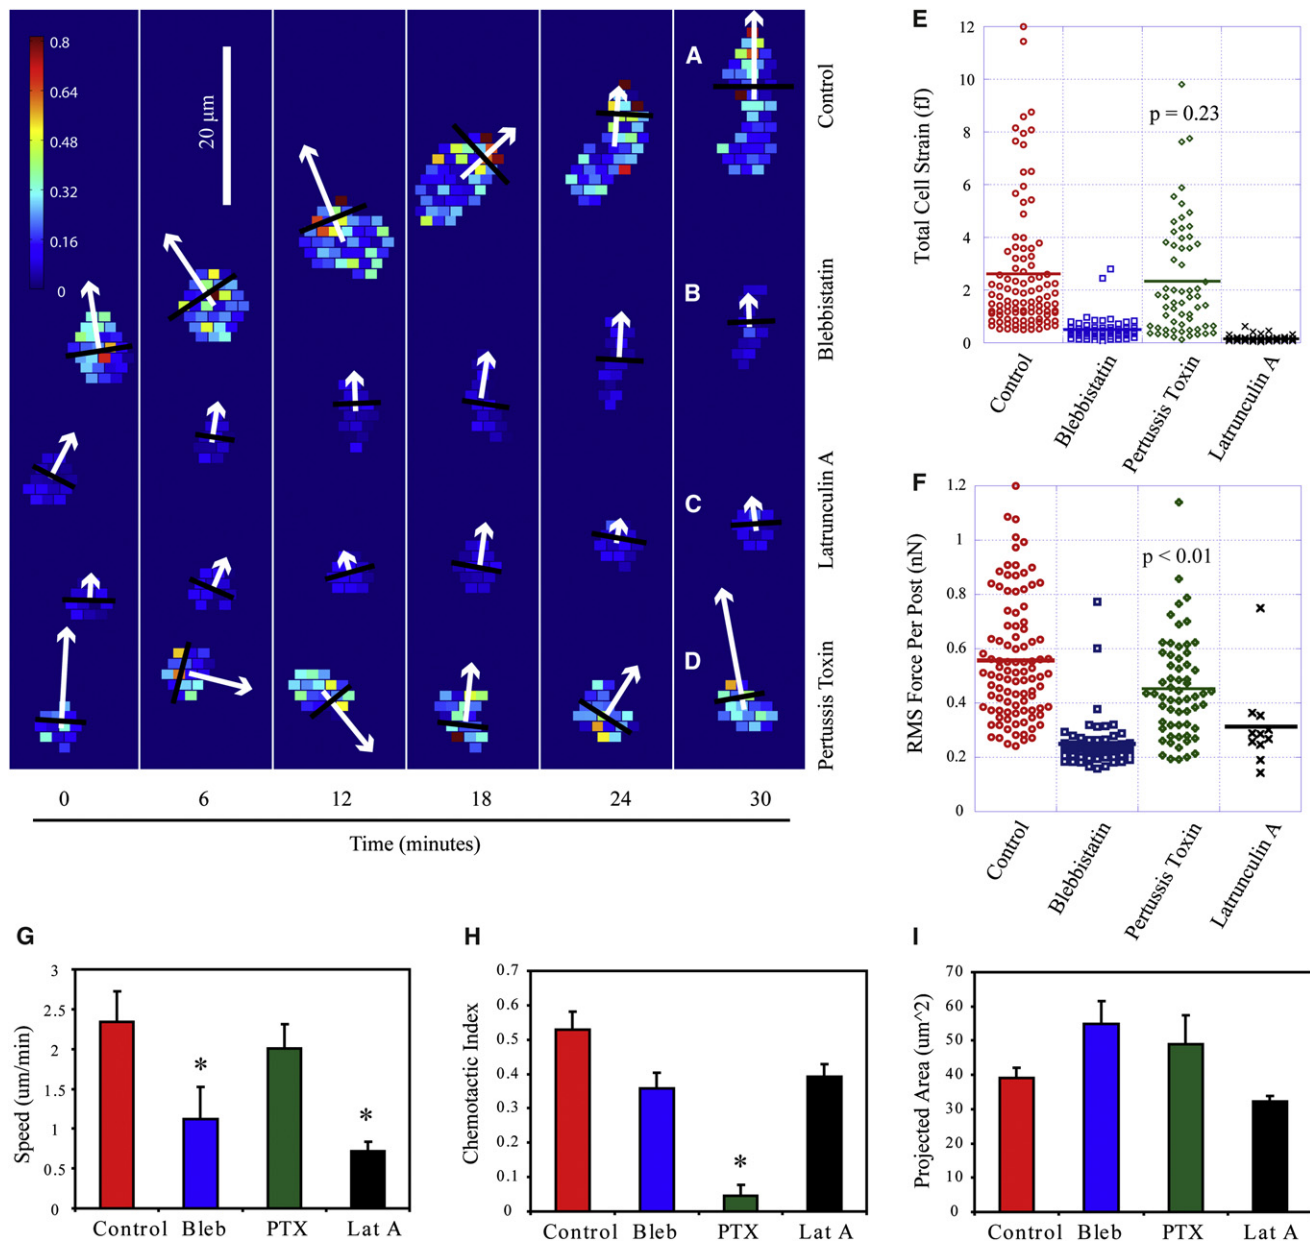 0.8
0.64
0.48
0.32
0.16
0
20 μm
A
Control
B
Blebbistatin
C
Latrunculin A
D
Pertussis Toxin
0 6 12 18 24 30
Time (minutes)
E
Total Cell Strain (fJ)
12
10
8
6
4
2
0
p = 0.23
Control
Blebbistatin
Pertussis Toxin
Latrunculin A
F
RMS Force Per Post (nN)
1.2
1
0.8
0.6
0.4
0.2
0
p < 0.01
Control
Blebbistatin
Pertussis Toxin
Latrunculin A
G
Speed (um/min)
3
2.5
2
1.5
1
0.5
0
*
*
Control Bleb PTX Lat A
H
Chemotactic Index
0.7
0.6
0.5
0.4
0.3
0.2
0.1
0
*
Control Bleb PTX Lat A
I
Projected Area (um^2)
70
60
50
40
30
20
10
0
Control Bleb PTX Lat A